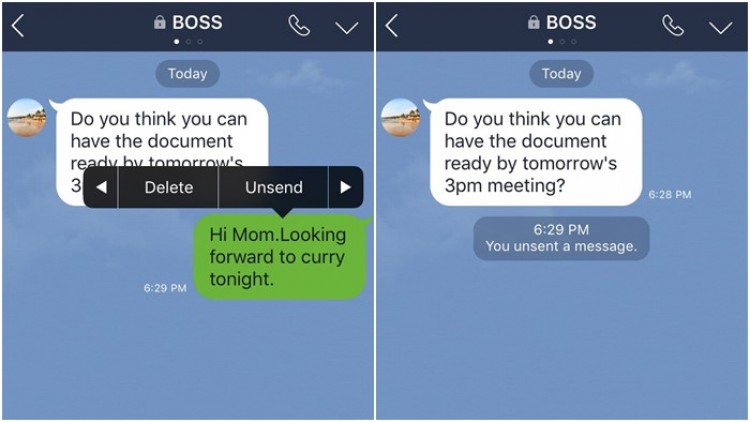 BOSS
Today
Do you think you can
have the document
ready by tomorrow's
3
Delete
Unsend
Hi Mom.Looking
forward to curry
tonight.
6:29 PM
BOSS
Today
Do you think you can
have the document
ready by tomorrow's
3pm meeting?
6:28 PM
6:29 PM
You unsent a message.